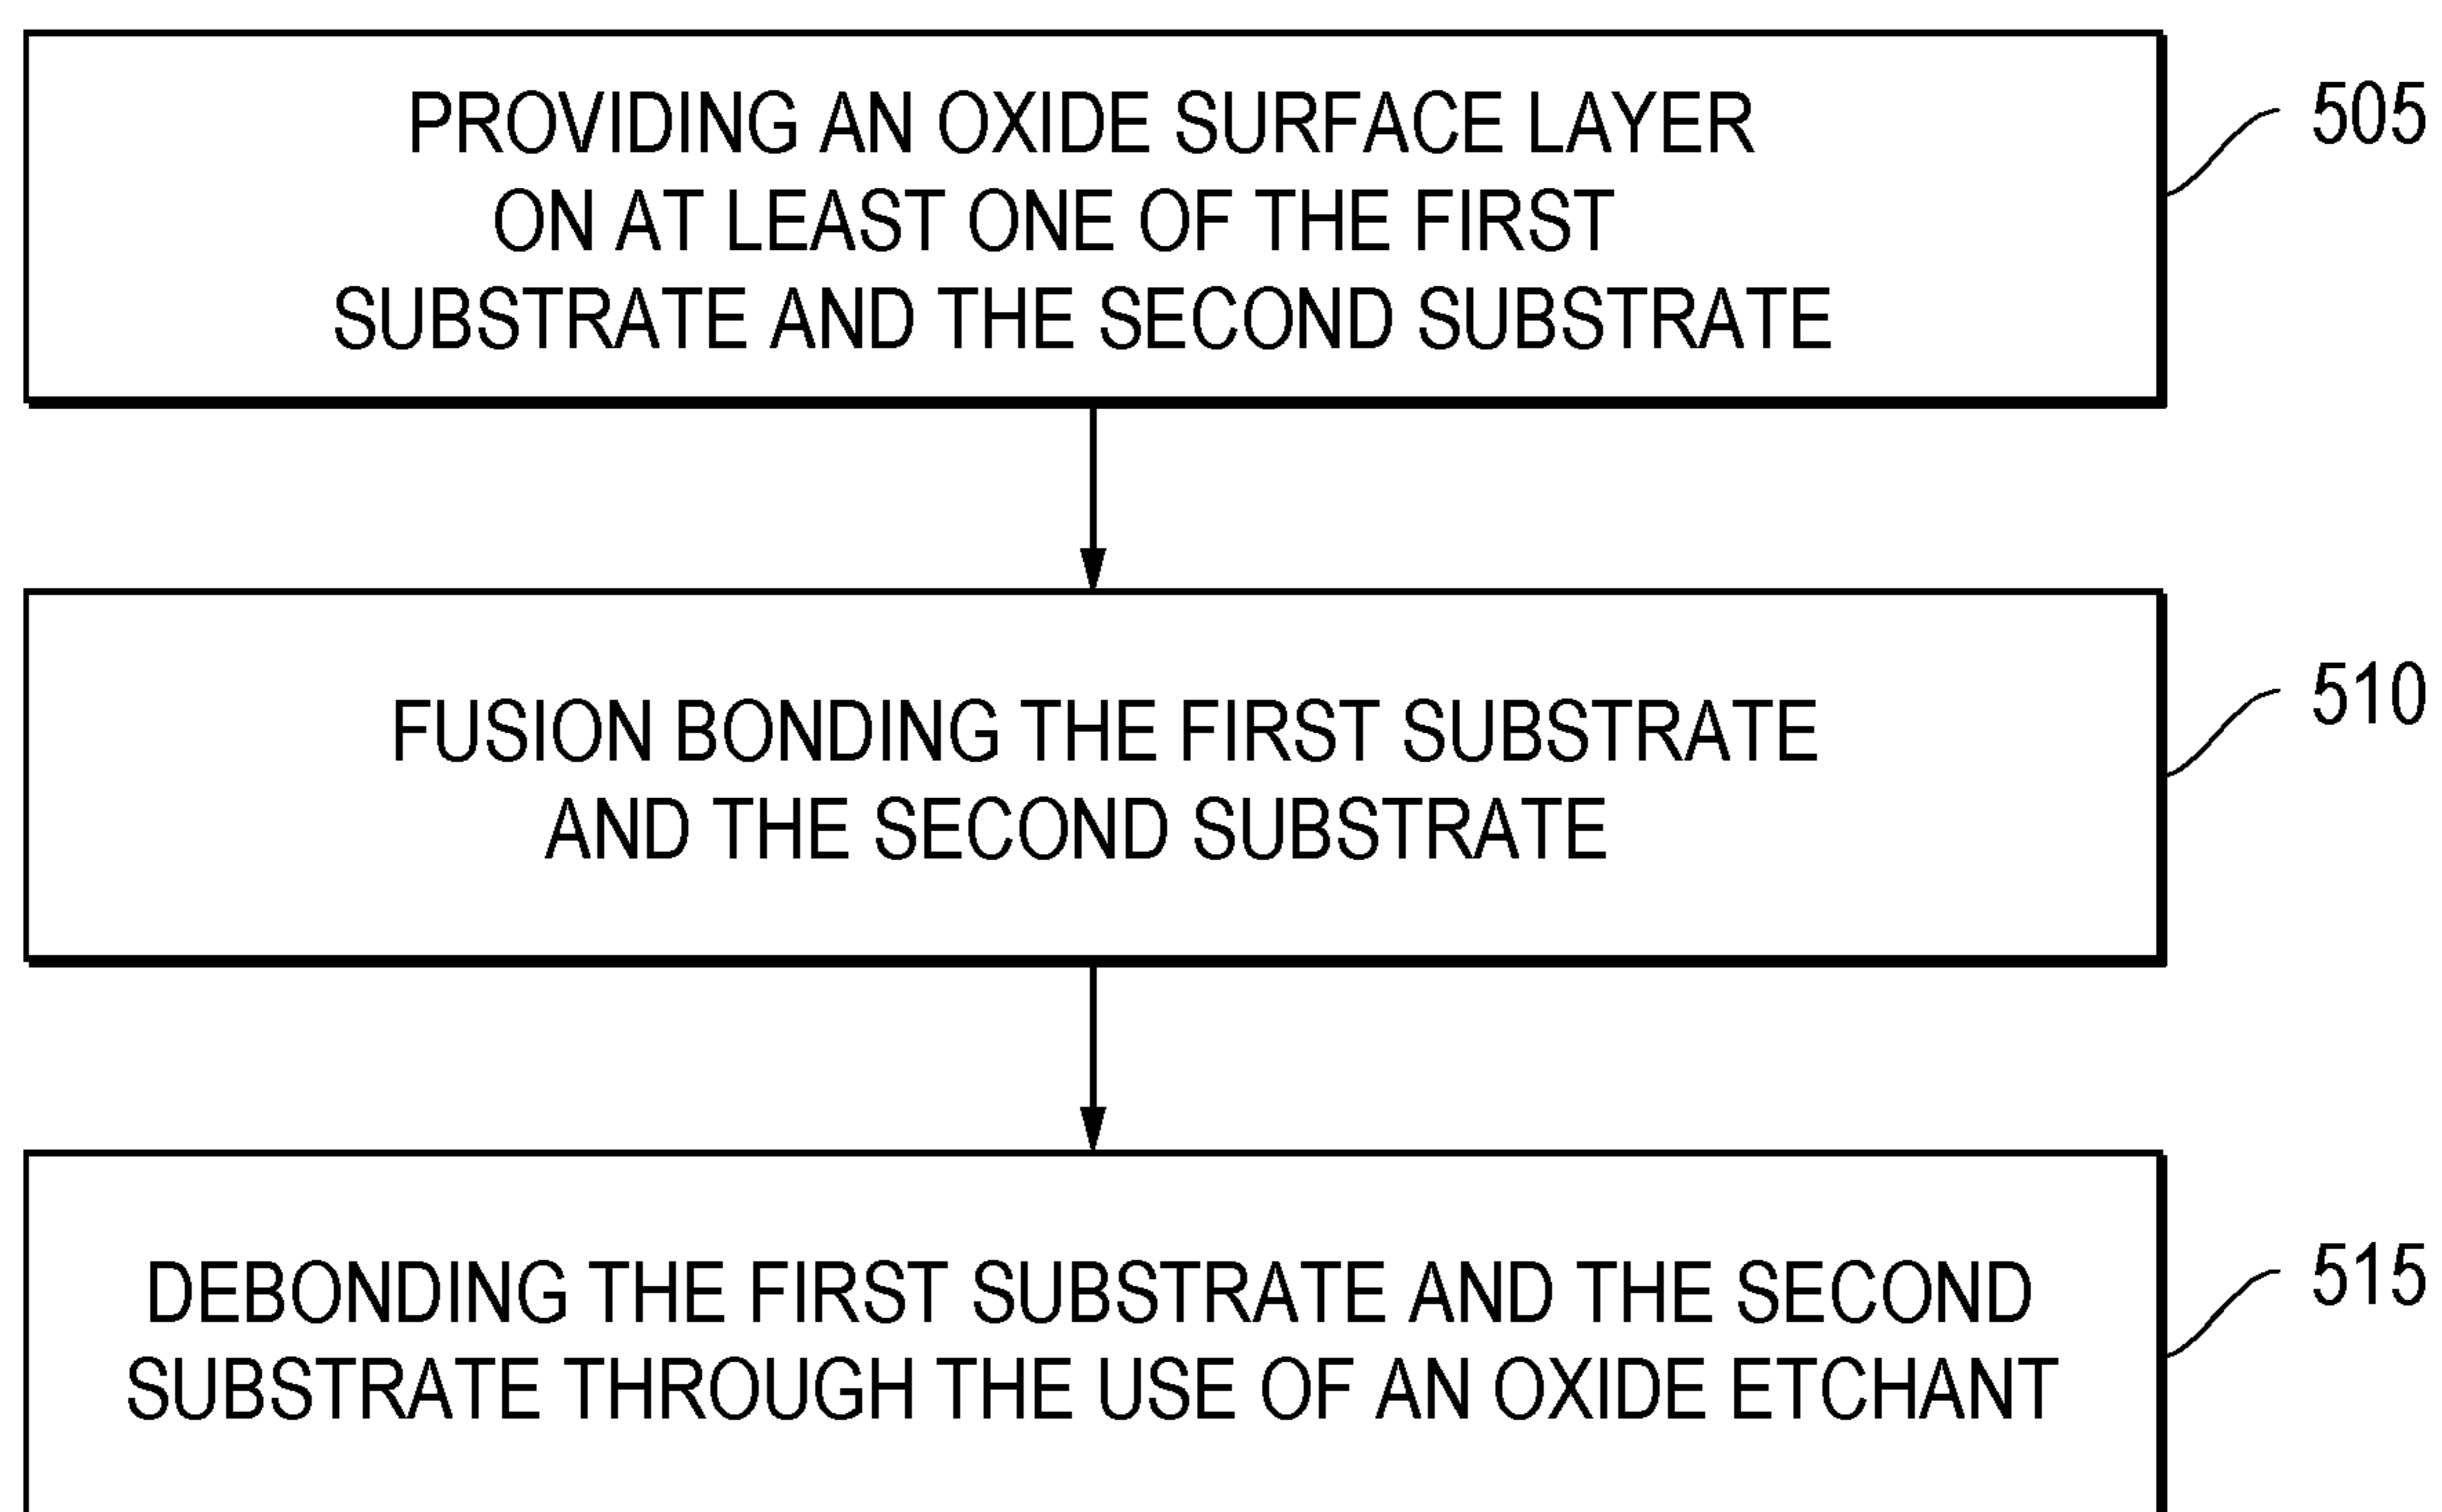 PROVIDING AN OXIDE SURFACE LAYER
ON AT LEAST ONE OF THE FIRST
SUBSTRATE AND THE SECOND SUBSTRATE
505
FUSION BONDING THE FIRST SUBSTRATE
AND THE SECOND SUBSTRATE
510
DEBONDING THE FIRST SUBSTRATE AND THE SECOND
SUBSTRATE THROUGH THE USE OF AN OXIDE ETCHANT
515